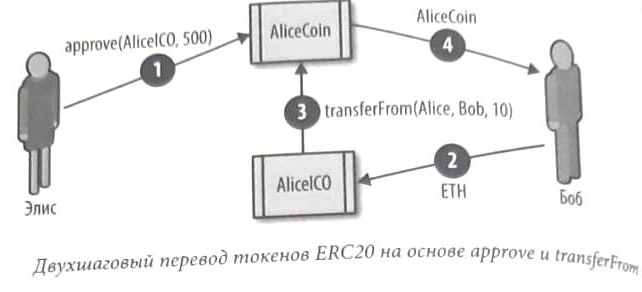 approve(AliceICO, 500)
AliceCoin
AliceCoin
1
4
3
transferFrom(Alice, Bob, 10)
AliceICO
2
ETH
Элис
Боб
Двухшаговый перевод токенов ERC20 на основе approve и transferFrom